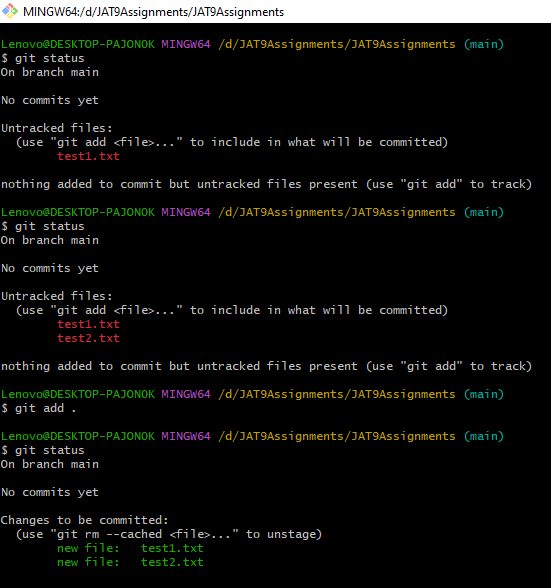 MINGW64:/d/JAT9Assignments/JAT9Assignments
Lenovo@DESKTOP-PAJONOK MINGW64 /d/JAT9Assignments/JAT9Assignments (main)
$ git status
On branch main
No commits yet
Untracked files:
  (use "git add <file>..." to include in what will be committed)
        test1.txt
nothing added to commit but untracked files present (use "git add" to track)
Lenovo@DESKTOP-PAJONOK MINGW64 /d/JAT9Assignments/JAT9Assignments (main)
$ git status
On branch main
No commits yet
Untracked files:
  (use "git add <file>..." to include in what will be committed)
        test1.txt
        test2.txt
nothing added to commit but untracked files present (use "git add" to track)
Lenovo@DESKTOP-PAJONOK MINGW64 /d/JAT9Assignments/JAT9Assignments (main)
$ git add .
Lenovo@DESKTOP-PAJONOK MINGW64 /d/JAT9Assignments/JAT9Assignments (main)
$ git status
On branch main
No commits yet
Changes to be committed:
  (use "git rm --cached <file>..." to unstage)
        new file:   test1.txt
        new file:   test2.txt